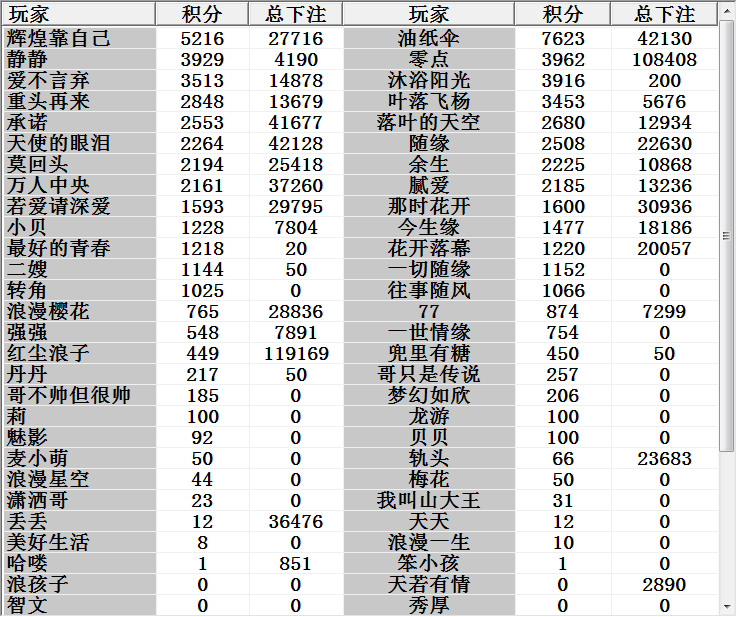 玩家 积分 总下注 玩家 积分 总下注
辉煌靠自己 5216 27716 油纸伞 7623 42130
静静 3929 4190 零点 3962 108408
爱不言弃 3513 14878 沐浴阳光 3916 200
重头再来 2848 13679 叶落飞杨 3453 5676
承诺 2553 41677 落叶的天空 2680 12934
天使的眼泪 2264 42128 随缘 2508 22630
莫回头 2194 25418 余生 2225 10868
万人中央 2161 37260 腻爱 2185 13236
若爱请深爱 1593 29795 那时花开 1600 30936
小贝 1228 7804 今生缘 1477 18186
最好的青春 1218 20 花开落幕 1220 20057
二嫂 1144 50 一切随缘 1152 0
转角 1025 0 往事随风 1066 0
浪漫樱花 765 28836 77 874 7299
强强 548 7891 一世情缘 754 0
红尘浪子 449 119169 兜里有糖 450 50
丹丹 217 50 哥只是传说 257 0
哥不帅但很帅 185 0 梦幻如欣 206 0
莉 100 0 龙游 100 0
魅影 92 0 贝贝 100 0
麦小萌 50 0 轨头 66 23683
浪漫星空 44 0 梅花 50 0
潇洒哥 23 0 我叫山大王 31 0
丢丢 12 36476 天天 12 0
美好生活 8 0 浪漫一生 10 0
哈喽 1 851 笨小孩 1 0
浪孩子 0 0 天若有情 0 2890
智文 0 0 秀厚 0 0